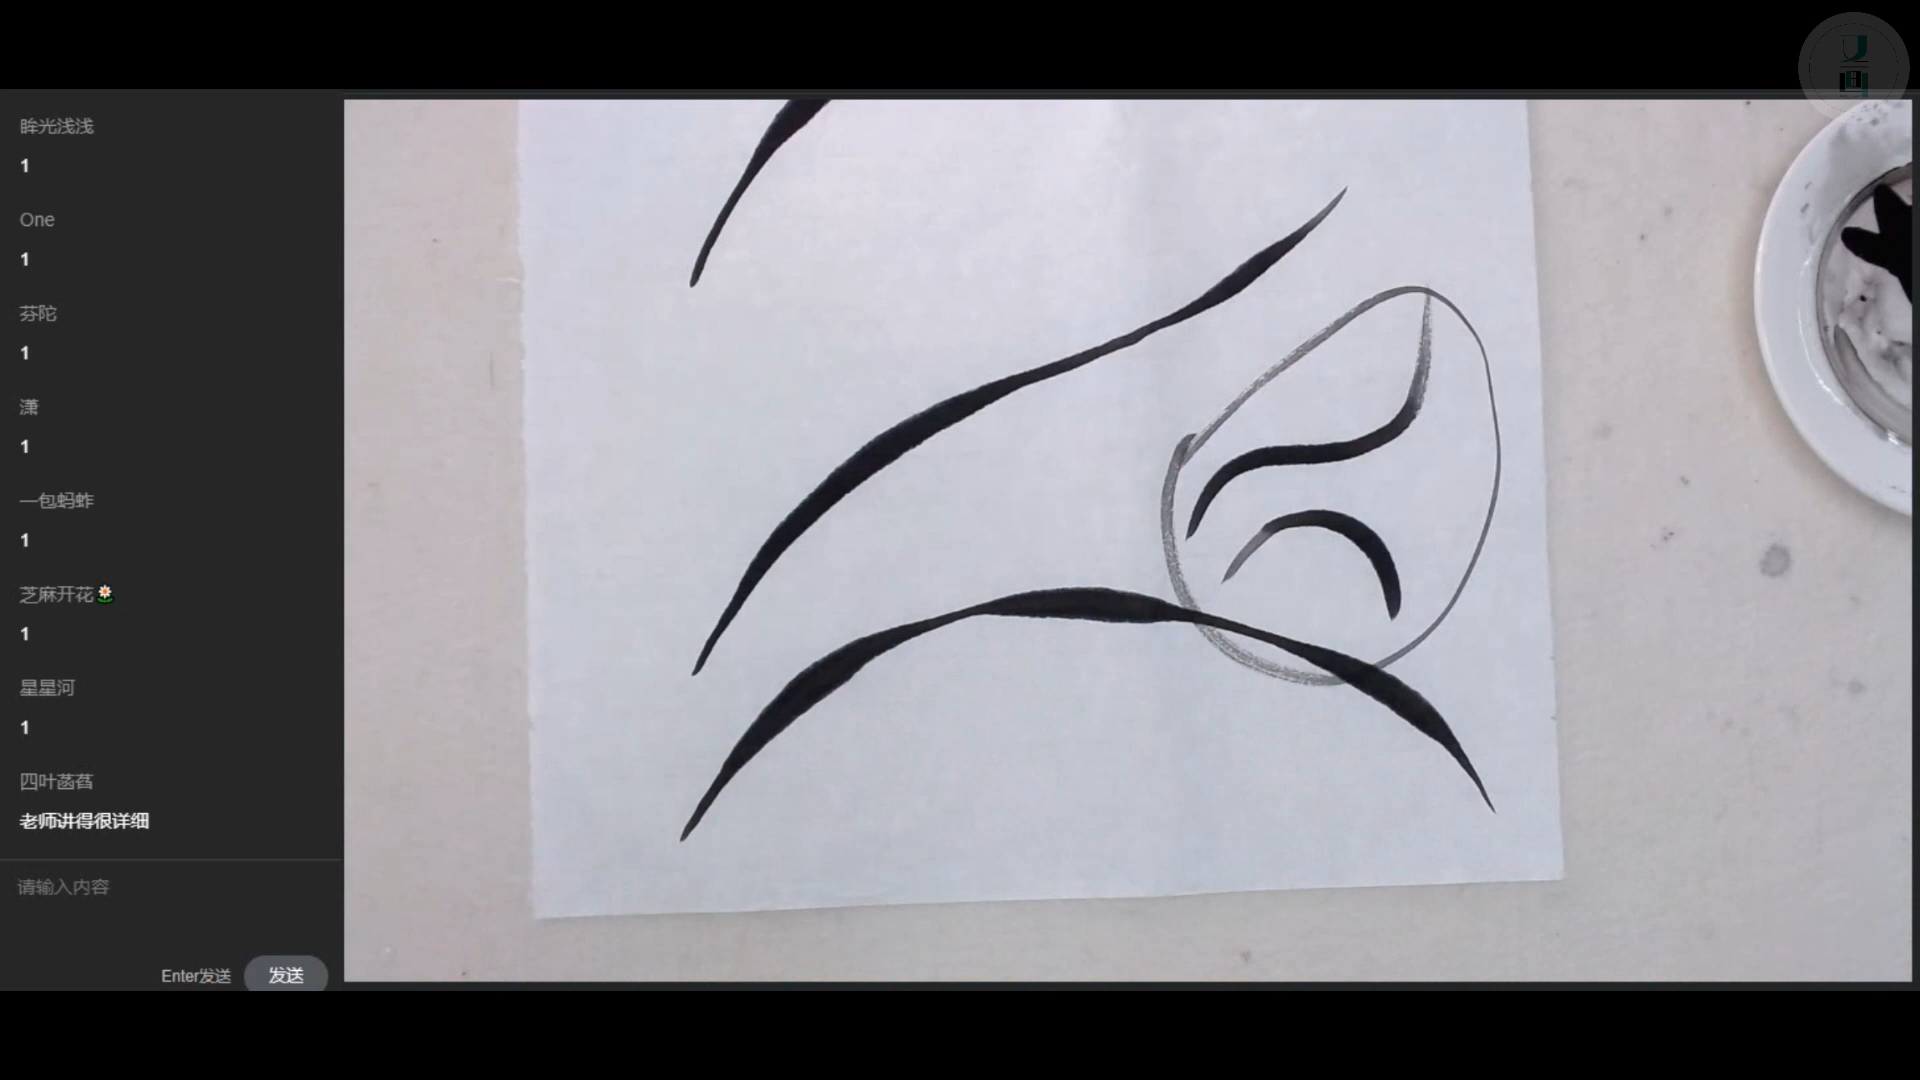 眸光浅浅
1
One
1
芬陀
1
潇
1
一包蚂蚱
1
芝麻开花🌼
1
星星河
1
四叶菡萏
老师讲得很详细
请输入内容
Enter发送
发送